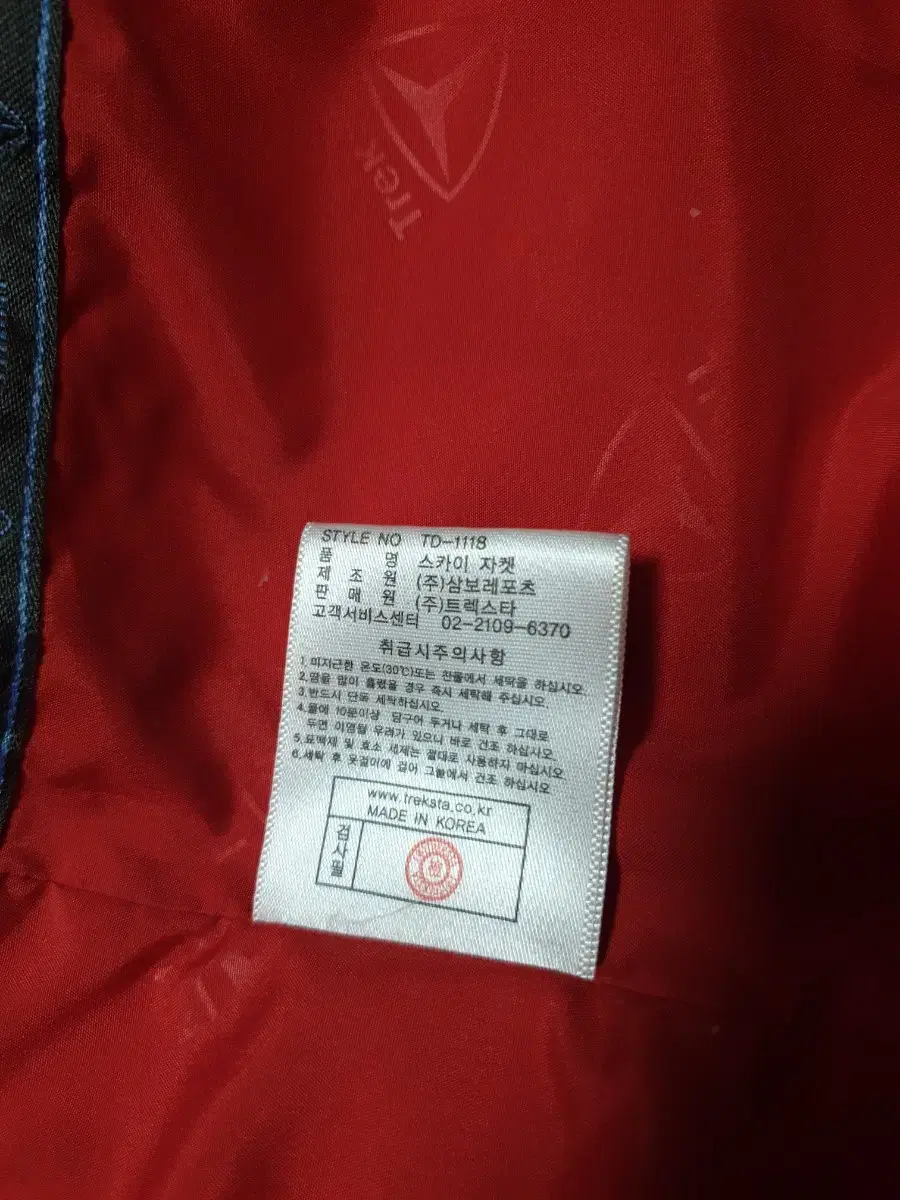 Trek
STYLE NO TD-1118
품 명 스카이 자켓
제 조 원 (주)삼보레포츠
판 매 원 (주)트렉스타
고객서비스센터 02-2109-6370
취급시주의사항
1.미지근한 온도(30℃)또는 찬물에서 세탁을 하십시오
2.땀을 많이 흘렸을 경우 즉시 세탁해 주십시오.
3.반드시 단독 세탁하십시오
4.물에 10분이상 담구어 두거나 세탁 후 그대로
두면 이염될 우려가 있으니 바로 건조 하십시오
5.표백제 및 효소 세제는 절대로 사용하지 마십시오
6.세탁 후 옷걸이에 걸어 그늘에서 건조 하십시오
www.treksta.co.kr
MADE IN KOREA
검사필